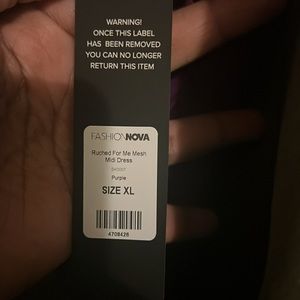 WARNING!
ONCE THIS LABEL
HAS BEEN REMOVED
YOU CAN NO LONGER
RETURN THIS ITEM
FASHIONNOVA
Ruched For Me Mesh
Midi Dress
Purple
SIZE XL
4708426